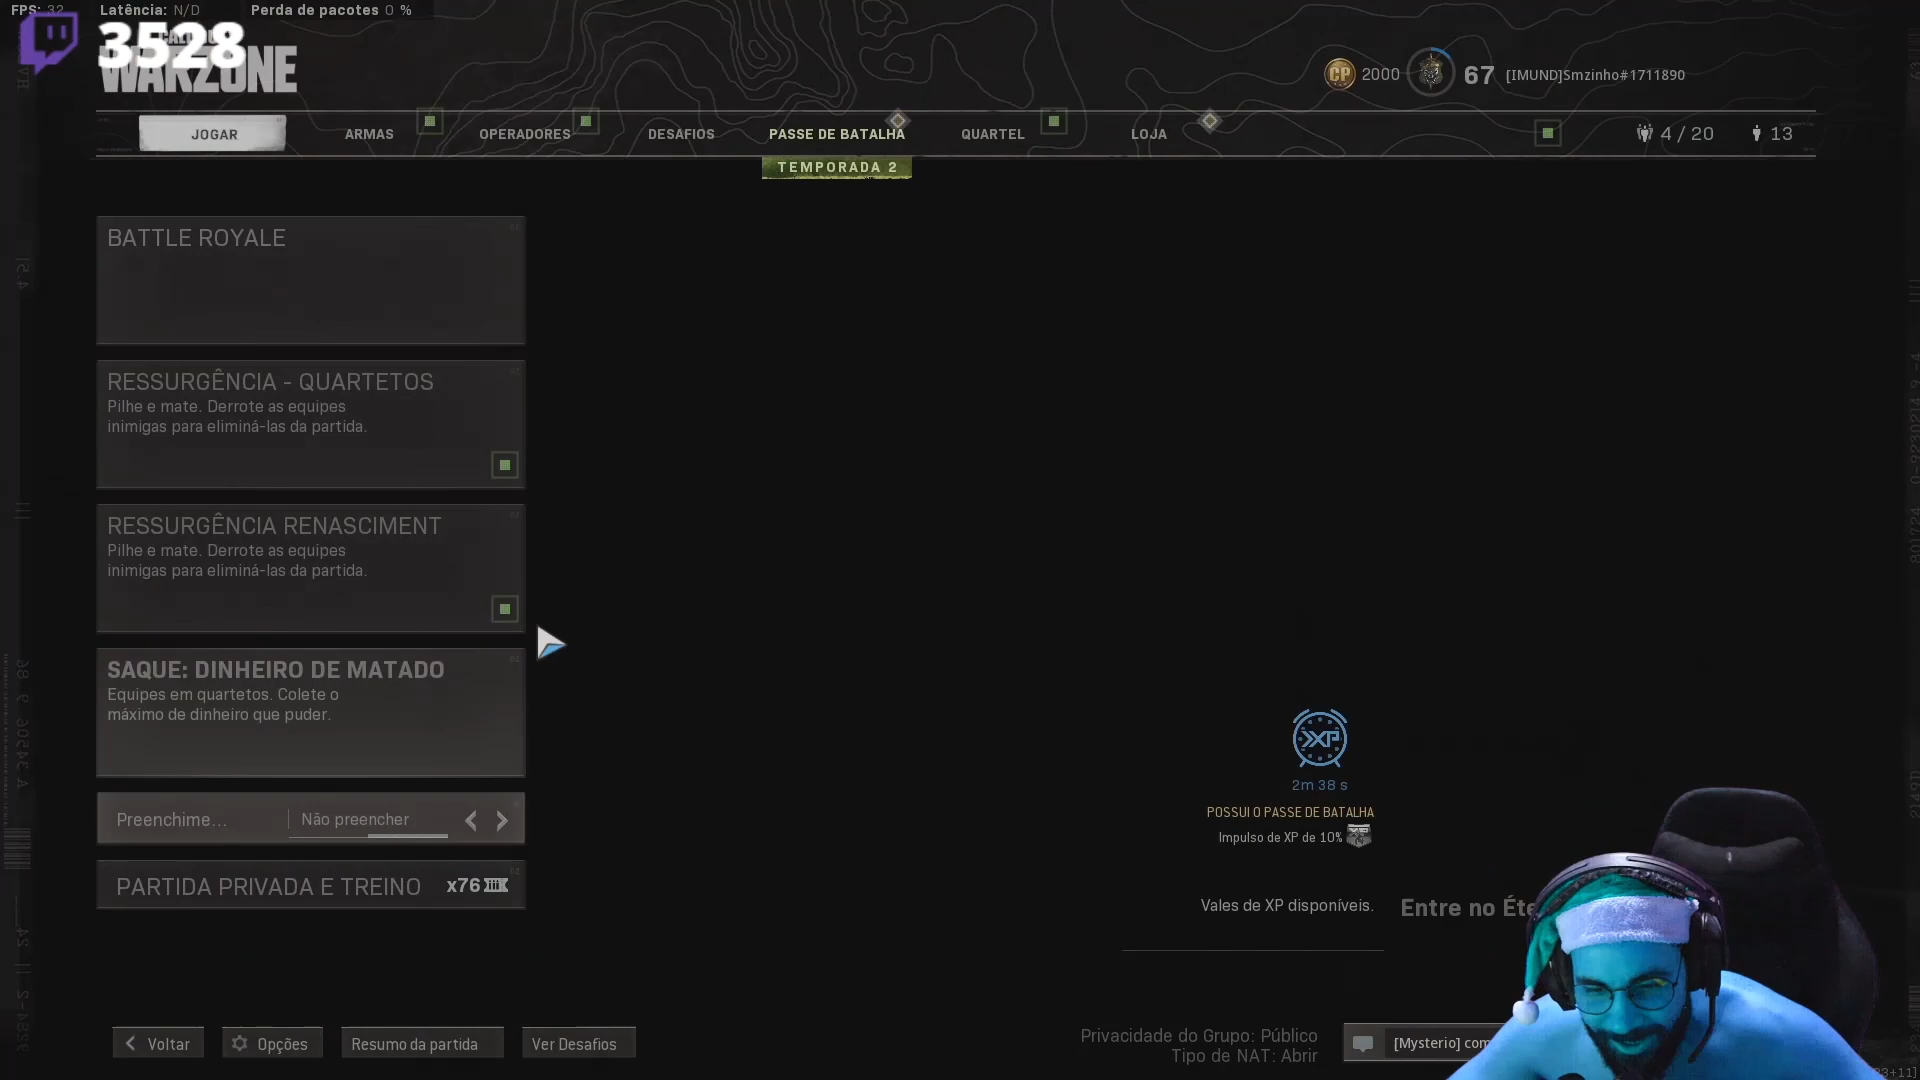 FPS: 32 Latência: N/D Perda de pacotes 0 %
3528
WARZONE
CP 2000 67 [IMUND]Smzinho#1711890
JOGAR ARMAS OPERADORES DESAFIOS PASSE DE BATALHA QUARTEL LOJA 4 / 20 13
TEMPORADA 2
BATTLE ROYALE
RESSURGÊNCIA - QUARTETOS
Pilhe e mate. Derrote as equipes
inimigas para eliminá-las da partida.
RESSURGÊNCIA RENASCIMENT
Pilhe e mate. Derrote as equipes
inimigas para eliminá-las da partida.
SAQUE: DINHEIRO DE MATADO
Equipes em quartetos. Colete o
máximo de dinheiro que puder.
Preenchime... Não preencher
PARTIDA PRIVADA E TREINO x76
XP
2m 38 s
POSSUI O PASSE DE BATALHA
Impulso de XP de 10%
Vales de XP disponíveis.
Entre no Éte
Voltar Opções Resumo da partida Ver Desafios
Privacidade do Grupo: Público
Tipo de NAT: Abrir
[Mysterio] com